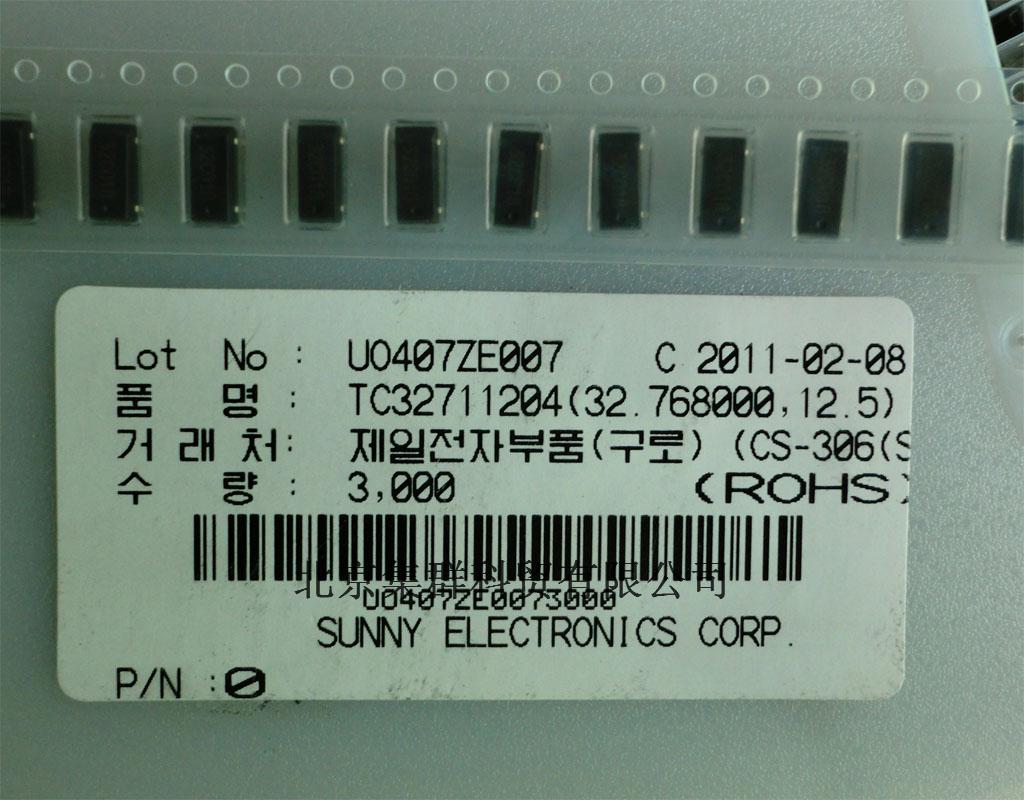 Lot No : U0407ZE007 C 2011-02-08
품 명 : TC32711204(32.768000,12.5)
거 래 처: 제일전자부품(구로) (CS-306(S
수 량 : 3,000 (ROHS)
北京集群科贸有限公司
U0407ZE0073000
SUNNY ELECTRONICS CORP.
P/N :0